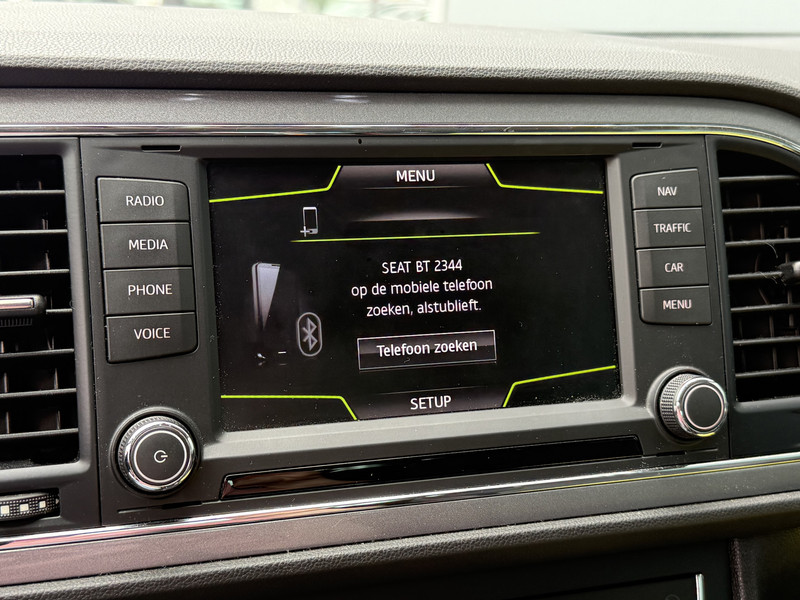 RADIO
MEDIA
PHONE
VOICE
MENU
SEAT BT 2344
op de mobiele telefoon
zoeken, alstublieft.
Telefoon zoeken
SETUP
NAV
TRAFFIC
CAR
MENU